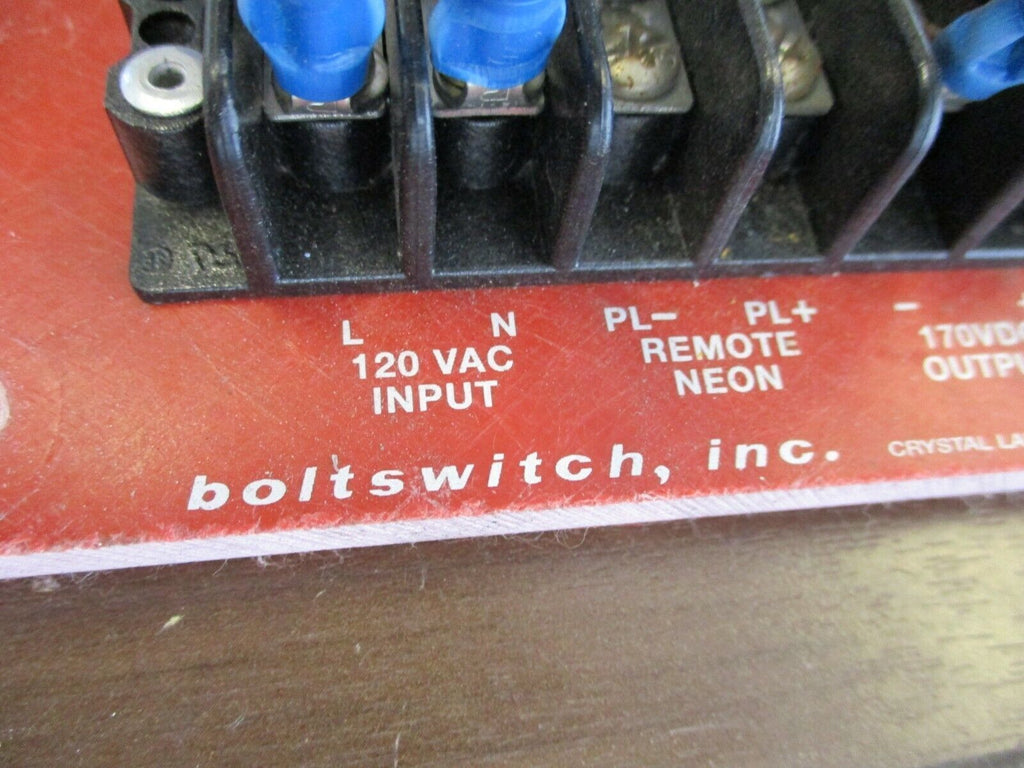 L N
120 VAC
INPUT
PL- PL+
REMOTE
NEON
- +
170VDC
OUTPU
boltswitch, inc.
CRYSTAL LA